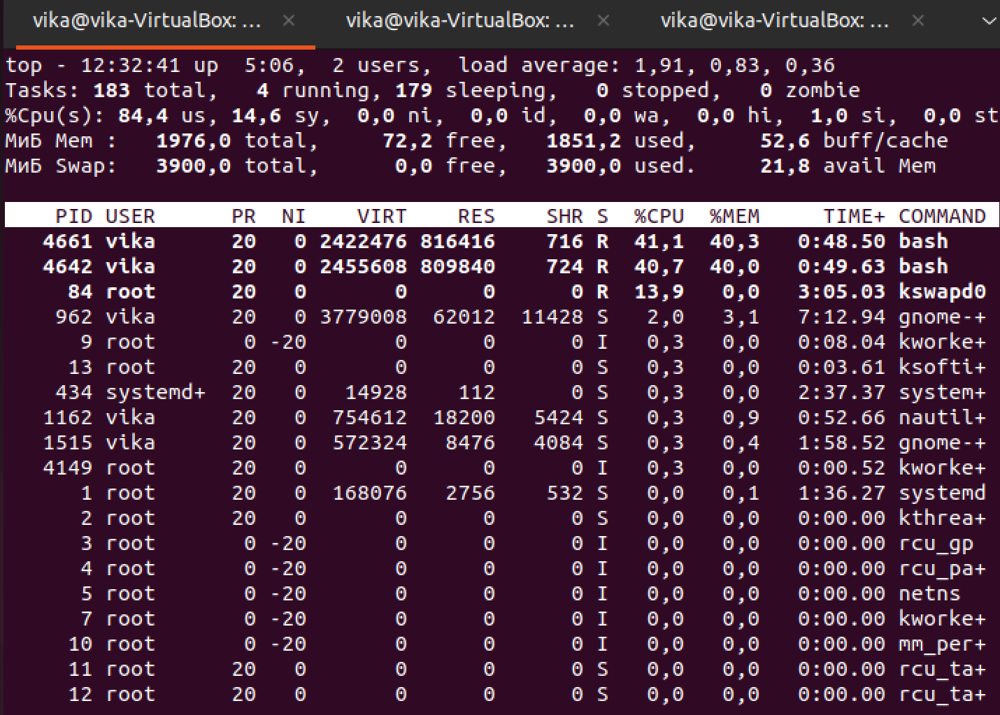 vika@vika-VirtualBox: ... × vika@vika-VirtualBox: ... × vika@vika-VirtualBox: ... ×
top - 12:32:41 up  5:06,  2 users,  load average: 1,91, 0,83, 0,36
Tasks: 183 total,   4 running, 179 sleeping,   0 stopped,   0 zombie
%Cpu(s): 84,4 us, 14,6 sy,  0,0 ni,  0,0 id,  0,0 wa,  0,0 hi,  1,0 si,  0,0 st
МиБ Mem :   1976,0 total,     72,2 free,   1851,2 used,     52,6 buff/cache
МиБ Swap:   3900,0 total,      0,0 free,   3900,0 used.     21,8 avail Mem
PID USER      PR  NI    VIRT    RES    SHR S  %CPU  %MEM     TIME+ COMMAND
4661 vika      20   0 2422476 816416    716 R  41,1  40,3   0:48.50 bash
4642 vika      20   0 2455608 809840    724 R  40,7  40,0   0:49.63 bash
84 root      20   0       0      0      0 R  13,9   0,0   3:05.03 kswapd0
962 vika      20   0 3779008  62012  11428 S   2,0   3,1   7:12.94 gnome-+
9 root       0 -20       0      0      0 I   0,3   0,0   0:08.04 kworke+
13 root      20   0       0      0      0 S   0,3   0,0   0:03.61 ksofti+
434 systemd+  20   0   14928    112      0 S   0,3   0,0   2:37.37 system+
1162 vika      20   0  754612  18200   5424 S   0,3   0,9   0:52.66 nautil+
1515 vika      20   0  572324   8476   4084 S   0,3   0,4   1:58.52 gnome-+
4149 root      20   0       0      0      0 I   0,3   0,0   0:00.52 kworke+
1 root      20   0  168076   2756    532 S   0,0   0,1   1:36.27 systemd
2 root      20   0       0      0      0 S   0,0   0,0   0:00.00 kthrea+
3 root       0 -20       0      0      0 I   0,0   0,0   0:00.00 rcu_gp
4 root       0 -20       0      0      0 I   0,0   0,0   0:00.00 rcu_pa+
5 root       0 -20       0      0      0 I   0,0   0,0   0:00.00 netns
7 root       0 -20       0      0      0 I   0,0   0,0   0:00.00 kworke+
10 root       0 -20       0      0      0 I   0,0   0,0   0:00.00 mm_per+
11 root      20   0       0      0      0 S   0,0   0,0   0:00.00 rcu_ta+
12 root      20   0       0      0      0 S   0,0   0,0   0:00.00 rcu_ta+